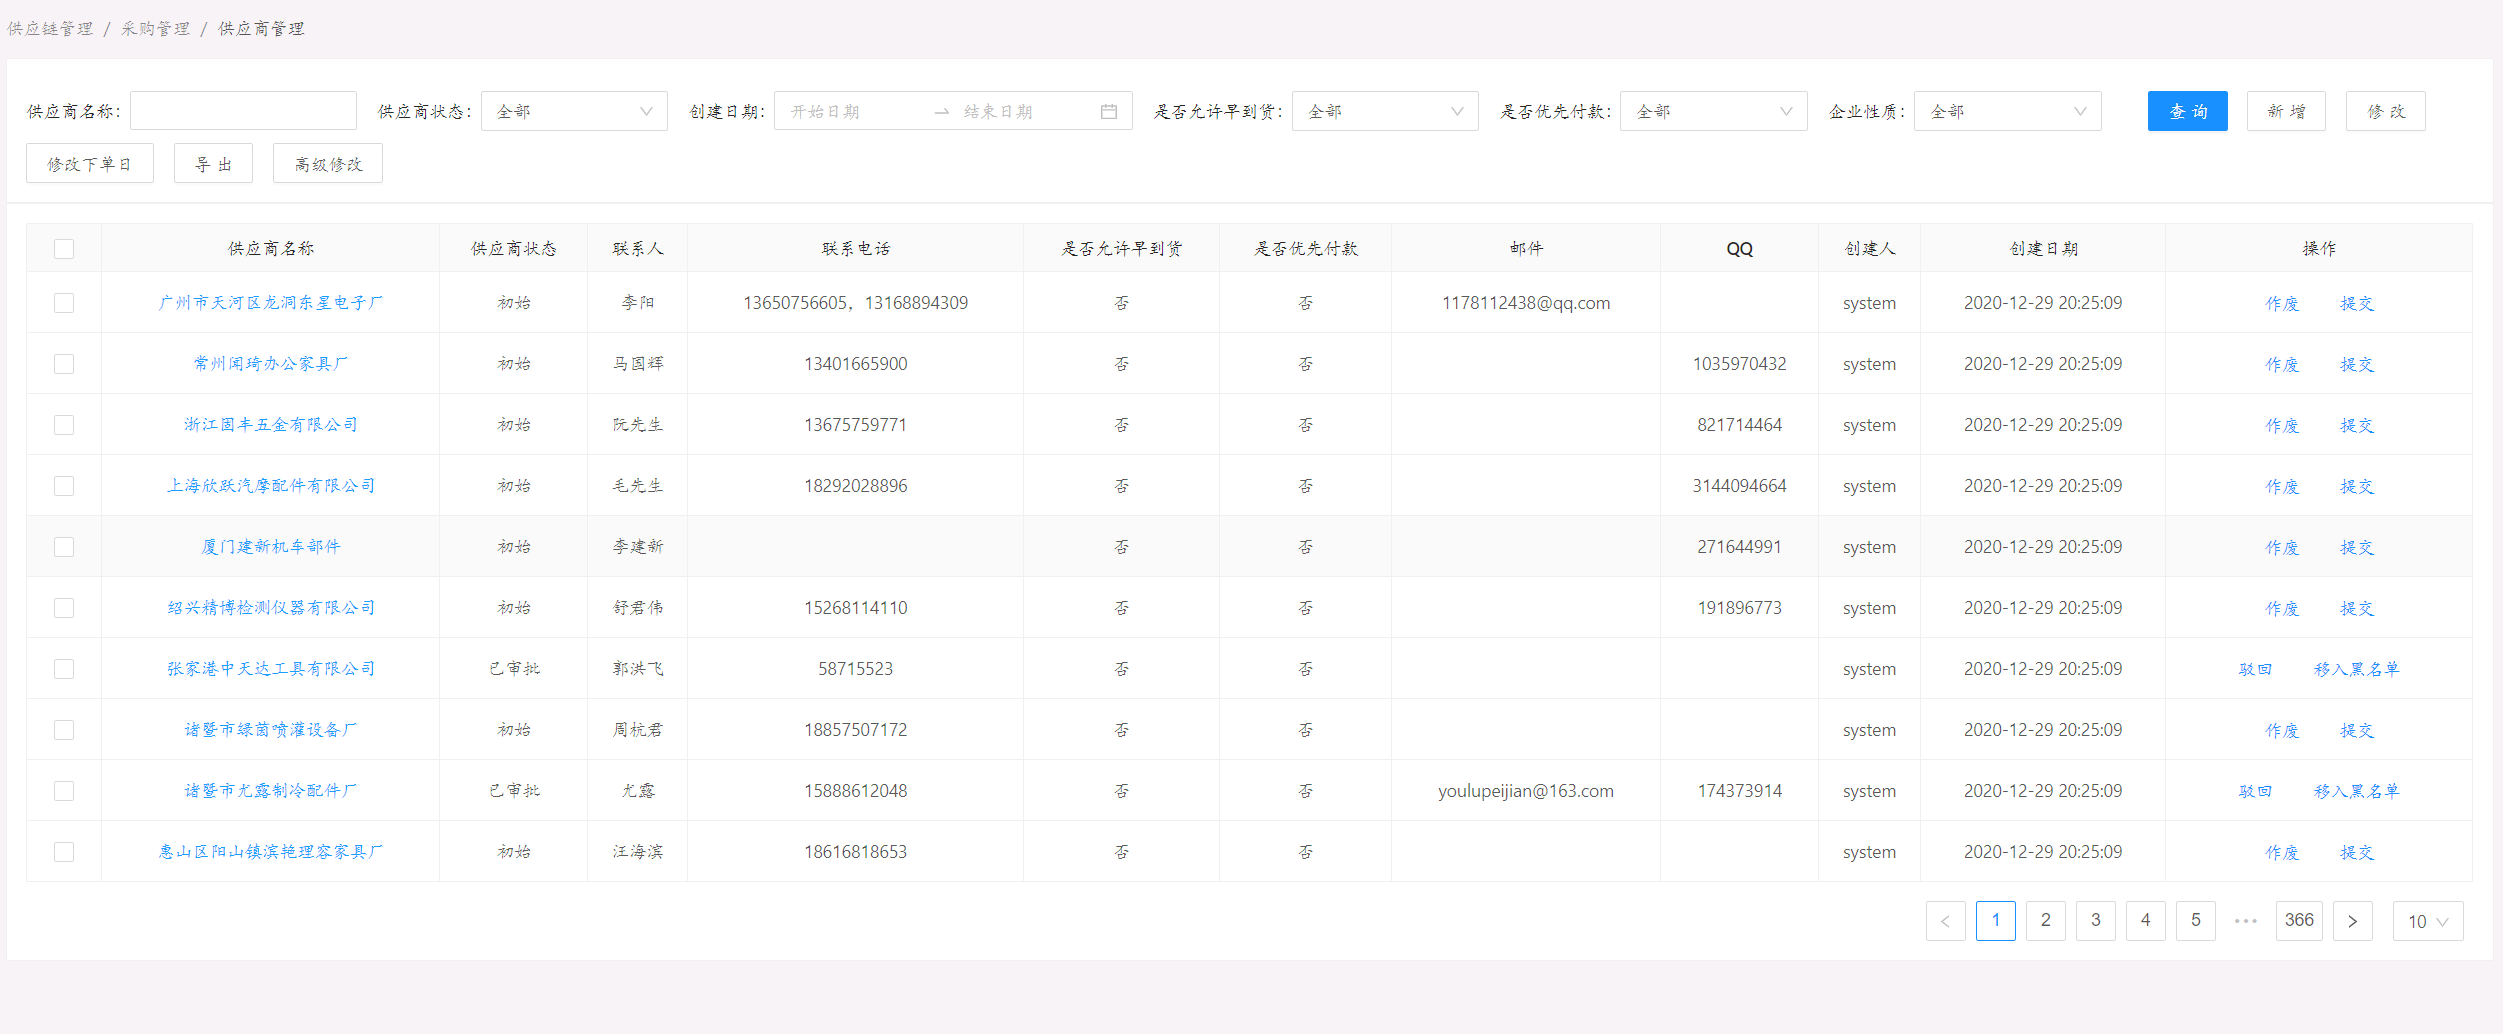 供应链管理 / 采购管理 / 供应商管理
供应商名称: 供应商状态: 全部 创建日期: 开始日期 → 结束日期 是否允许早到货: 全部 是否优先付款: 全部 企业性质: 全部 查 询 新 增 修 改
修改下单日 导 出 高级修改
供应商名称 供应商状态 联系人 联系电话 是否允许早到货 是否优先付款 邮件 QQ 创建人 创建日期 操作
广州市天河区龙洞东星电子厂 初始 李阳 13650756605，13168894309 否 否 1178112438@qq.com system 2020-12-29 20:25:09 作废 提交
常州闻琦办公家具厂 初始 马国辉 13401665900 否 否 1035970432 system 2020-12-29 20:25:09 作废 提交
浙江固丰五金有限公司 初始 阮先生 13675759771 否 否 821714464 system 2020-12-29 20:25:09 作废 提交
上海欣跃汽摩配件有限公司 初始 毛先生 18292028896 否 否 3144094664 system 2020-12-29 20:25:09 作废 提交
厦门建新机车部件 初始 李建新 否 否 271644991 system 2020-12-29 20:25:09 作废 提交
绍兴精博检测仪器有限公司 初始 舒君伟 15268114110 否 否 191896773 system 2020-12-29 20:25:09 作废 提交
张家港中天达工具有限公司 已审批 郭洪飞 58715523 否 否 system 2020-12-29 20:25:09 驳回 移入黑名单
诸暨市绿茵喷灌设备厂 初始 周杭君 18857507172 否 否 system 2020-12-29 20:25:09 作废 提交
诸暨市尤露制冷配件厂 已审批 尤露 15888612048 否 否 youlupeijian@163.com 174373914 system 2020-12-29 20:25:09 驳回 移入黑名单
惠山区阳山镇滨艳理容家具厂 初始 汪海滨 18616818653 否 否 system 2020-12-29 20:25:09 作废 提交
< 1 2 3 4 5 ••• 366 > 10